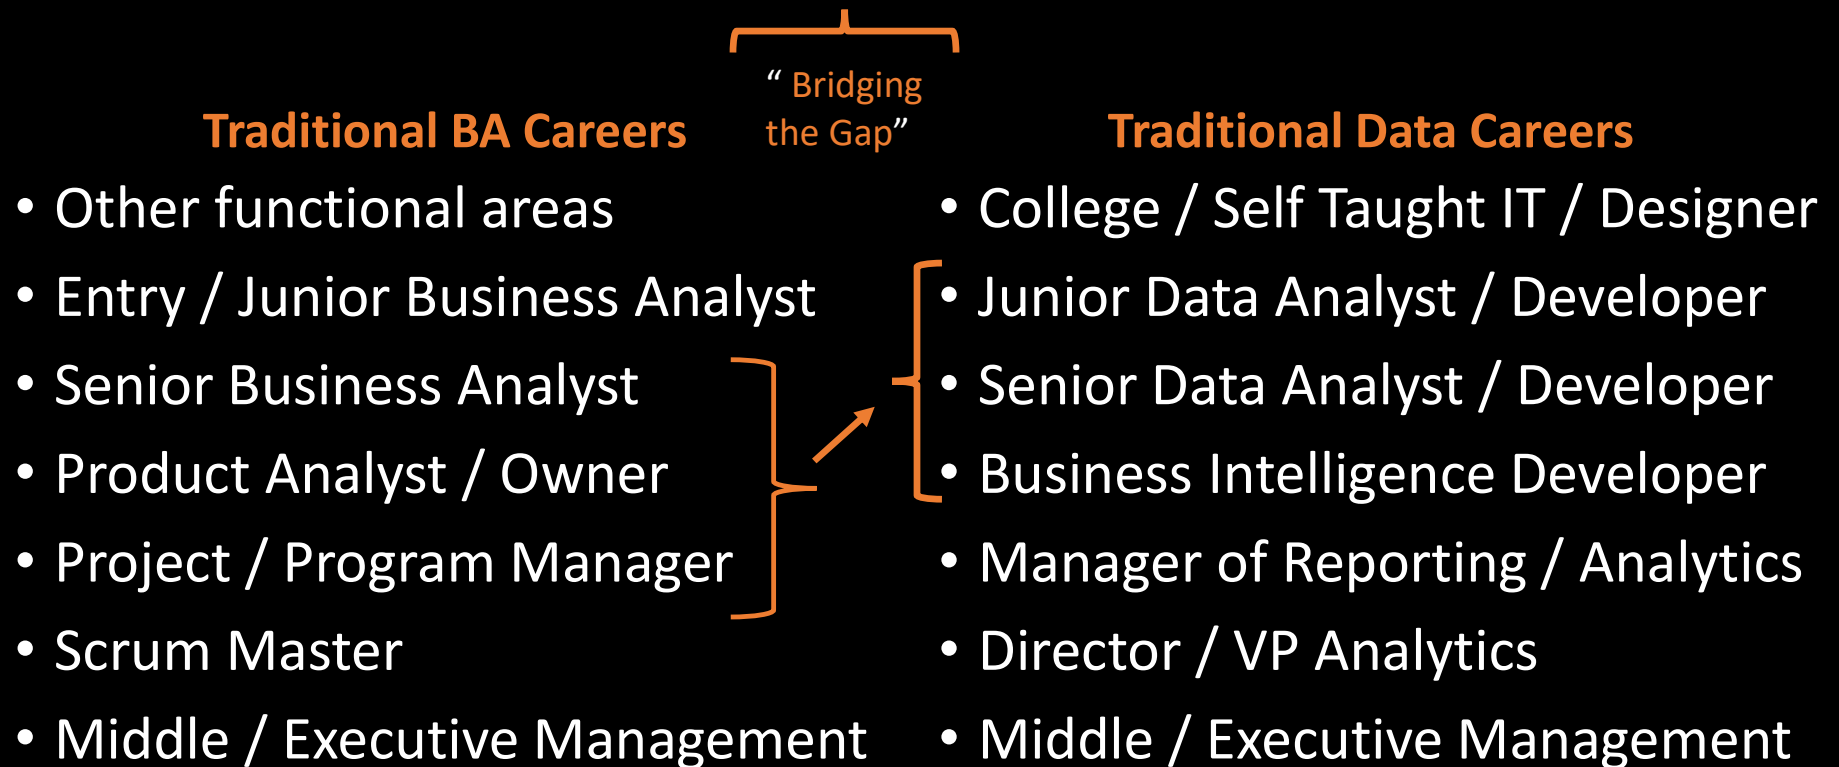 “ Bridging
the Gap”
Traditional BA Careers
• Other functional areas
• Entry / Junior Business Analyst
• Senior Business Analyst
• Product Analyst / Owner
• Project / Program Manager
• Scrum Master
• Middle / Executive Management
Traditional Data Careers
• College / Self Taught IT / Designer
• Junior Data Analyst / Developer
• Senior Data Analyst / Developer
• Business Intelligence Developer
• Manager of Reporting / Analytics
• Director / VP Analytics
• Middle / Executive Management